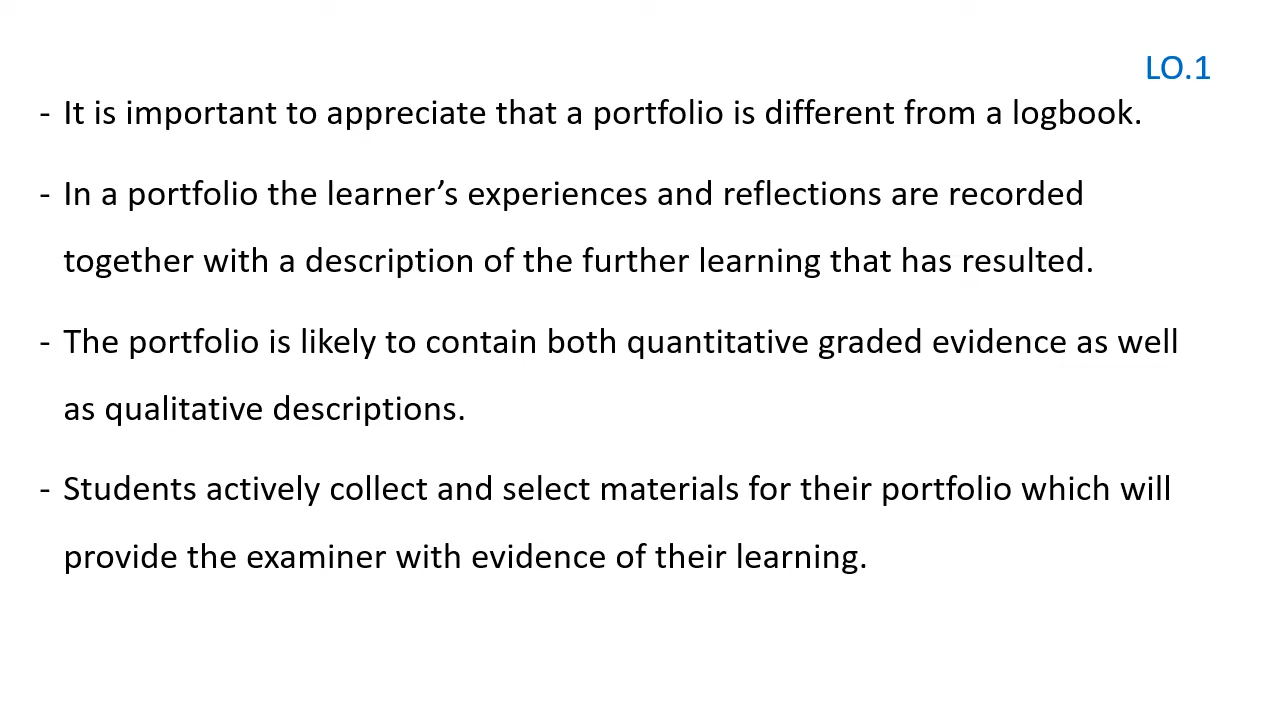 LO.1
- It is important to appreciate that a portfolio is different from a logbook.
- In a portfolio the learner’s experiences and reflections are recorded
together with a description of the further learning that has resulted.
- The portfolio is likely to contain both quantitative graded evidence as well
as qualitative descriptions.
- Students actively collect and select materials for their portfolio which will
provide the examiner with evidence of their learning.